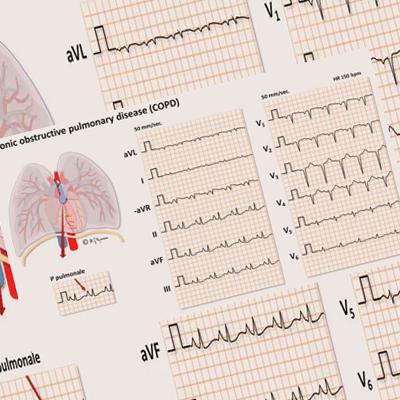 aVL
V1
onic obstructive pulmonary disease (COPD)
50 mm/sec.
50 mm/sec.
HR 150 bpm
aVL
I
-aVR
II
aVF
III
V1
V2
V3
V4
V5
V6
P pulmonale
ulmonale
aVF
V5
V6